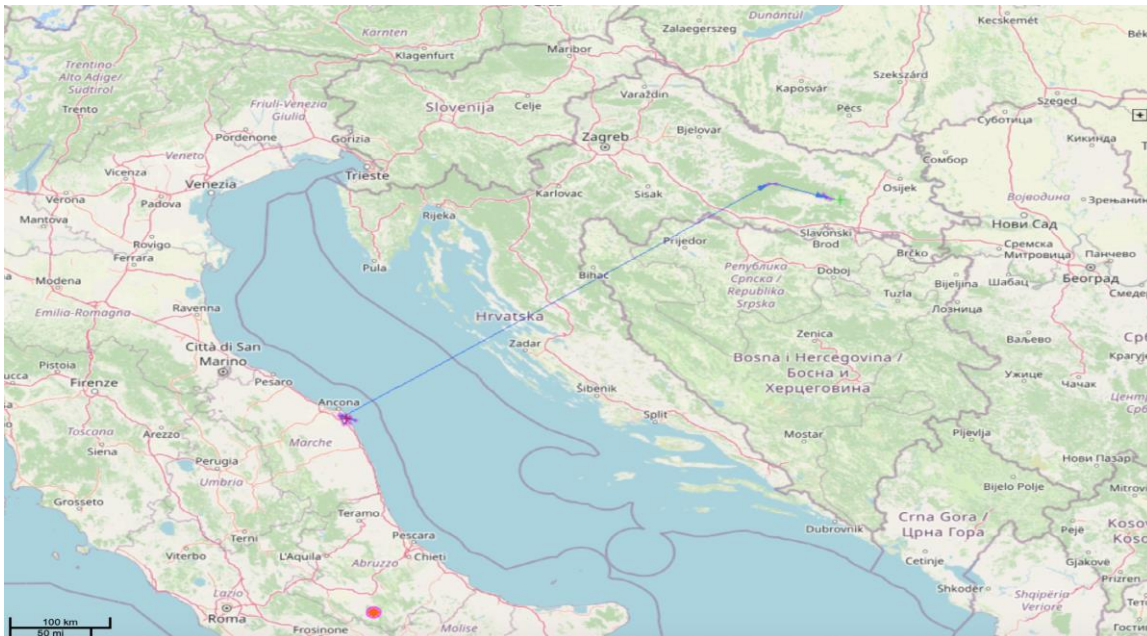 Kärnten
Klagenfurt
Zalaegerszeg
Dunántúl
Kecskemét
Trentino
Alto Adige/
Südtirol
Trento
Maribor
Kaposvár
Szekszárd
Friuli-Venezia
Giulia
Slovenija
Celje
Varaždin
Pécs
Szeged
Pordenone
Gorizia
Zagreb
Bjelovar
Суботица
Кикинда
Veneto
Vicenza
Trieste
Сомбор
Verona
Padova
Venezia
Karlovac
Sisak
Osijek
Војводина
Зрењанин
Mantova
Rijeka
Нови Сад
Rovigo
Slavonski
Brod
Ferrara
Pula
Prijedor
Сремска
Митровица
Панчево
Modena
Bihać
Република
Српска /
Republika
Srpska
Doboj
Brčko
Београд
Emilia-Romagna
Ravenna
Tuzla
Bijeljina
Шабац
Лозница
Hrvatska
Zenica
Ваљево
Città di San
Marino
Zadar
Pistoia
Pesaro
Bosna i Hercegovina /
Босна и
Херцеговина
Firenze
Šibenik
Ужице
Чачак
Ancona
Toscana
Arezzo
Split
Siena
Marche
Mostar
Pljevlja
Perugia
Нови Пазар
Umbria
Bijelo Polje
Grosseto
Teramo
Dubrovnik
Crna Gora /
Црна Гора
Terni
Pescara
Viterbo
L'Aquila
Chieti
Cetinje
Gjakovë
Abruzzo
Prizren
Lazio
Shkodër
Shqipëria
Veriore
100 km
50 mi
Roma
Frosinone
Molise